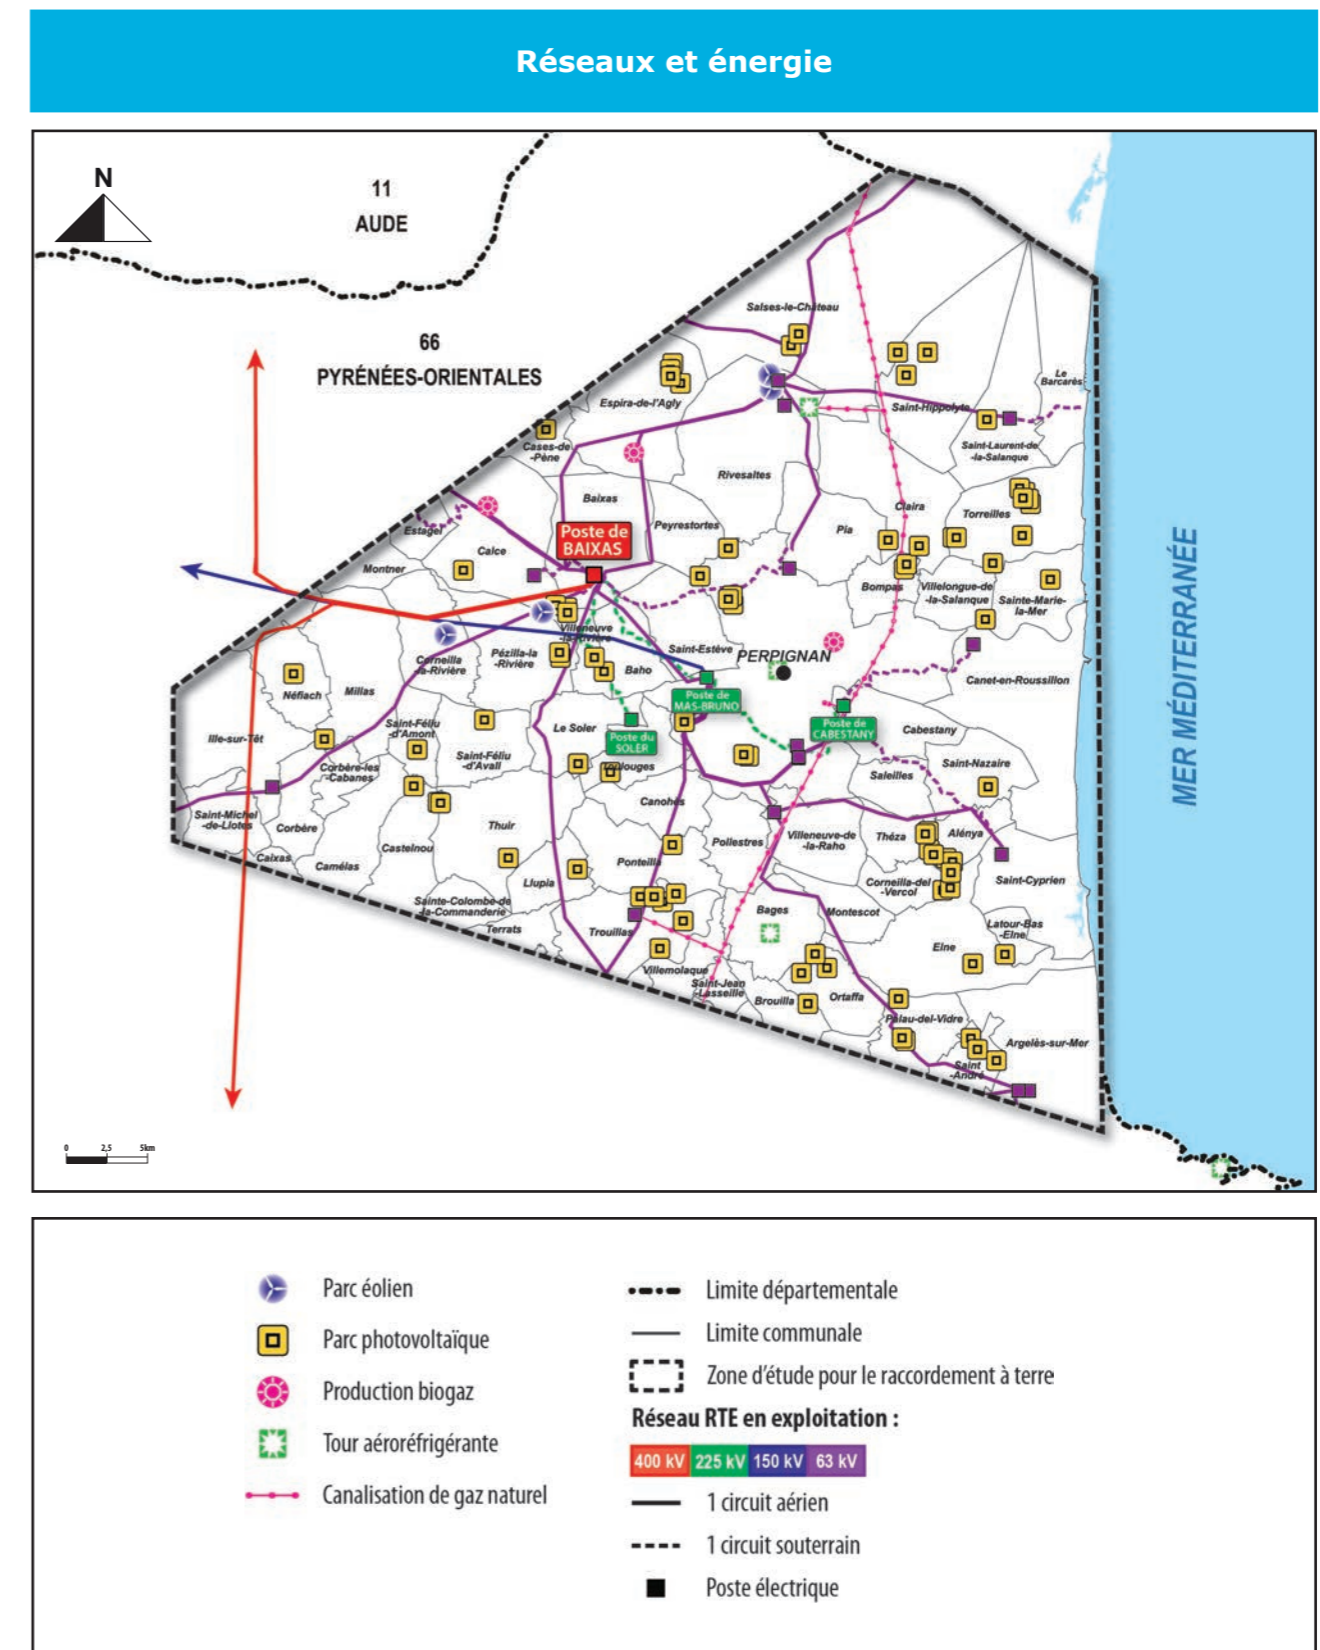 Réseaux et énergie
N
11
AUDE
66
PYRÉNÉES-ORIENTALES
Salses-le-Château
Le
Barcarès
Espira-de-l'Agly
Saint-Hippolyte
Cases-de
-Pène
Saint-Laurent-de
-la-Salanque
Rivesaltes
Baixas
Claira
Torreilles
Estagel
Peyrestortes
Pia
Poste de
BAIXAS
Calce
Montner
Bompas
Villelongue-de
-la-Salanque
Sainte-Marie-
la-Mer
MER MÉDITERRANÉE
Villeneuve
-la-Rivière
Saint-Estève
PERPIGNAN
Corneilla
-la-Rivière
Pézilla-la
-Rivière
Baho
Canet-en-Roussillon
Néfiach
Millas
Poste de
MAS-BRUNO
Ille-sur-Têt
Saint-Féliu
-d'Amont
Le Soler
Poste du
SOLER
Poste de
CABESTANY
Cabestany
Saint-Féliu
-d'Avall
Corbère-les
-Cabanes
Toulouges
Saleilles
Saint-Nazaire
Canohès
Saint-Michel
-de-Llotes
Corbère
Thuir
Pollestres
Villeneuve-de
-la-Raho
Théza
Alénya
Castelnou
Caixas
Camélas
Ponteilla
Llupia
Corneilla-del
-Vercol
Saint-Cyprien
Sainte-Colombe-de
-la-Commanderie
Bages
Montescot
Terrats
Trouillas
Latour-Bas
-Elne
Elne
Villemolaque
Saint-Jean
-Lasseille
Brouilla
Ortaffa
Palau-del-Vidre
Argelès-sur-Mer
Saint
-André
0 2,5 5km
Parc éolien
Parc photovoltaïque
Production biogaz
Tour aéroréfrigérante
Canalisation de gaz naturel
Limite départementale
Limite communale
Zone d'étude pour le raccordement à terre
Réseau RTE en exploitation :
400 kV 225 kV 150 kV 63 kV
1 circuit aérien
1 circuit souterrain
Poste électrique